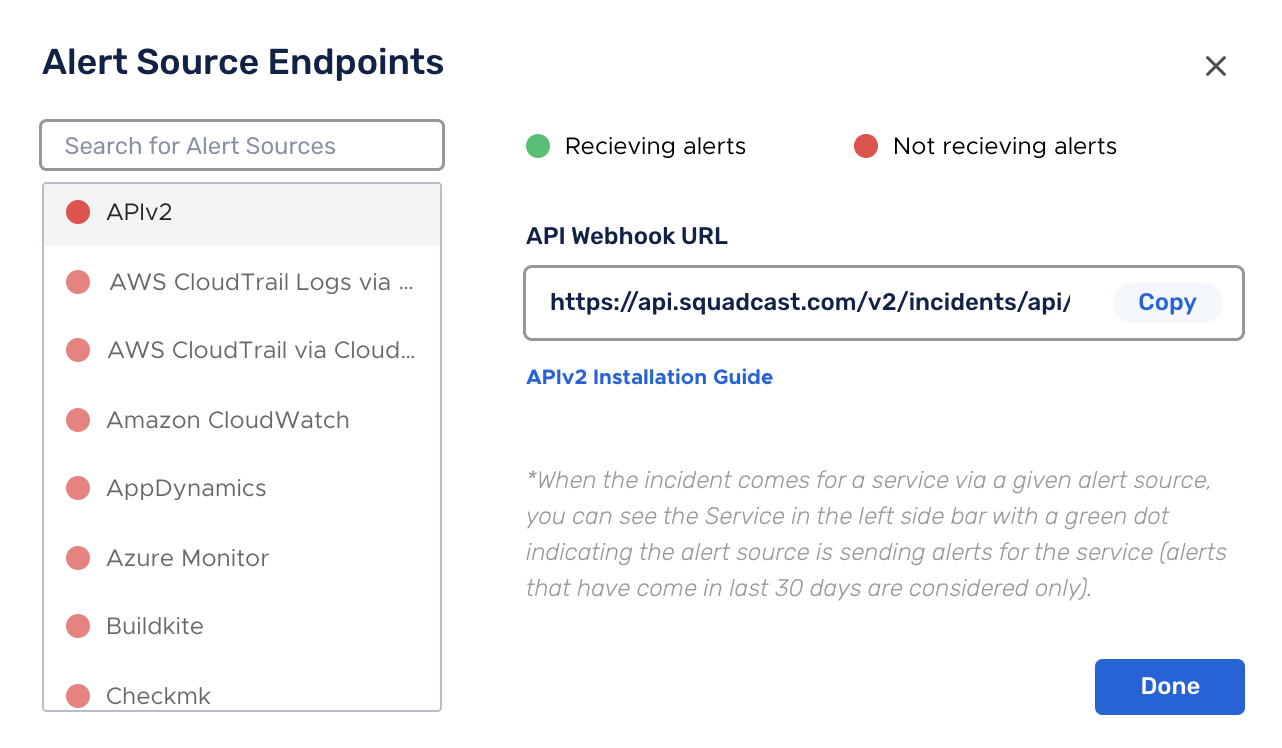 Alert Source Endpoints
Search for Alert Sources
APIv2
AWS CloudTrail Logs via ...
AWS CloudTrail via Cloud...
Amazon CloudWatch
AppDynamics
Azure Monitor
Buildkite
Checkmk
Recieving alerts
Not recieving alerts
API Webhook URL
https://api.squadcast.com/v2/incidents/api/
Copy
APIv2 Installation Guide
*When the incident comes for a service via a given alert source,
you can see the Service in the left side bar with a green dot
indicating the alert source is sending alerts for the service (alerts
that have come in last 30 days are considered only).
Done